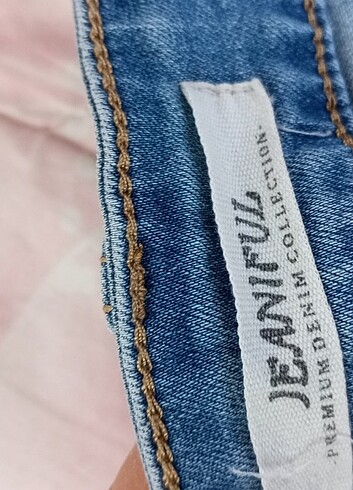 JEANIFUL
·PREMIUM DENIM COLLECTION·